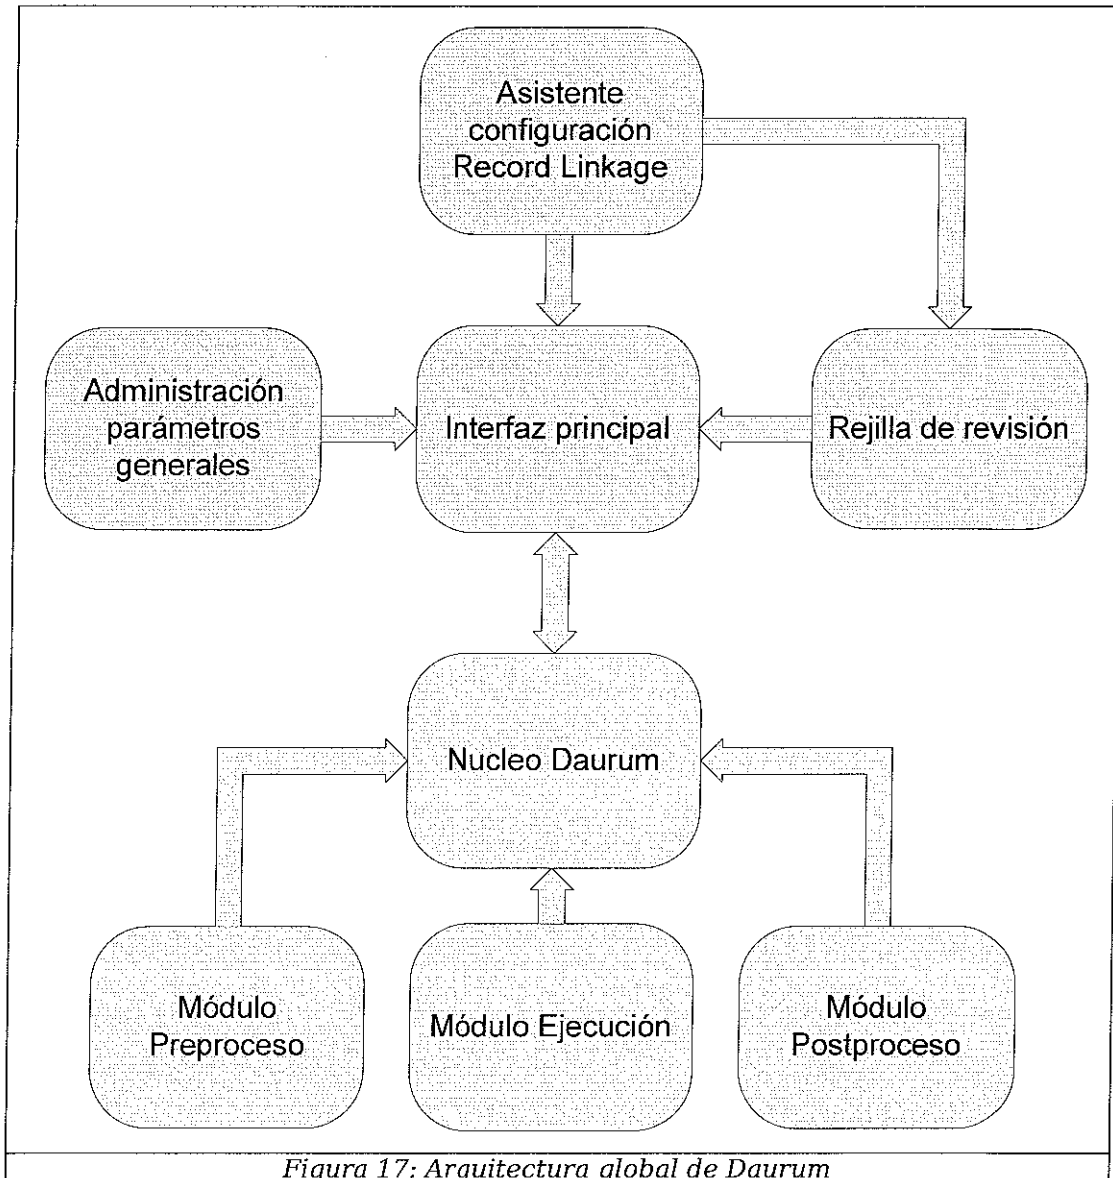 Asistente
configuración
Record Linkage
Administración
parámetros
generales
Interfaz principal
Rejilla de revisión
Nucleo Daurum
Módulo
Preproceso
Módulo Ejecución
Módulo
Postproceso
Figura 17: Arquitectura global de Daurum